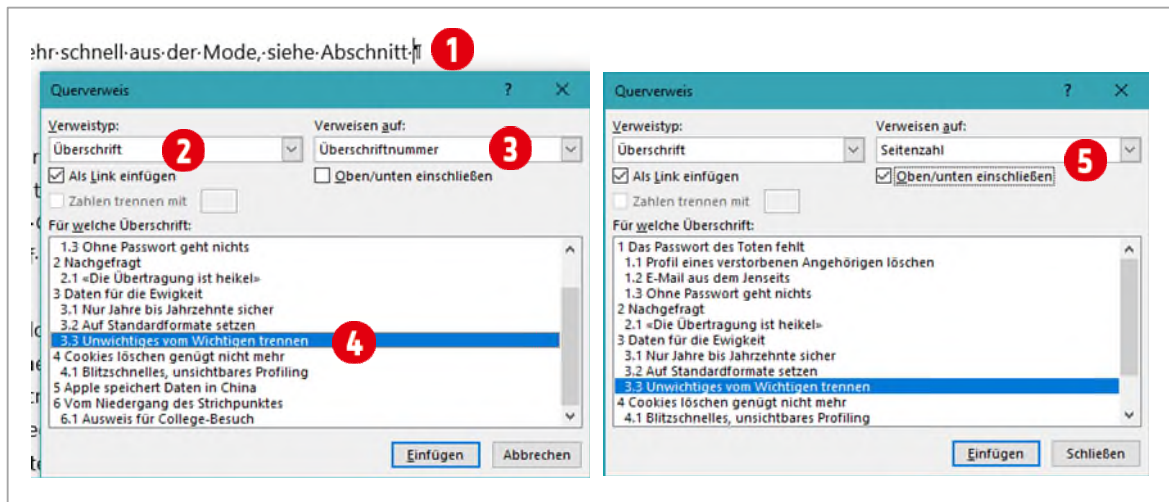 ehr·schnell·aus·der·Mode,·siehe·Abschnitt·¶ 1
Querverweis ? ×
Verweistyp: Verweisen auf:
Überschrift 2 Überschriftnummer 3
Als Link einfügen Oben/unten einschließen
Zahlen trennen mit
Für welche Überschrift:
1.3 Ohne Passwort geht nichts
2 Nachgefragt
2.1 «Die Übertragung ist heikel»
3 Daten für die Ewigkeit
3.1 Nur Jahre bis Jahrzehnte sicher
3.2 Auf Standardformate setzen
3.3 Unwichtiges vom Wichtigen trennen 4
4 Cookies löschen genügt nicht mehr
4.1 Blitzschnelles, unsichtbares Profiling
5 Apple speichert Daten in China
6 Vom Niedergang des Strichpunktes
6.1 Ausweis für College-Besuch
Einfügen Abbrechen
Querverweis ? ×
Verweistyp: Verweisen auf:
Überschrift Seitenzahl 5
Als Link einfügen Oben/unten einschließen
Zahlen trennen mit
Für welche Überschrift:
1 Das Passwort des Toten fehlt
1.1 Profil eines verstorbenen Angehörigen löschen
1.2 E-Mail aus dem Jenseits
1.3 Ohne Passwort geht nichts
2 Nachgefragt
2.1 «Die Übertragung ist heikel»
3 Daten für die Ewigkeit
3.1 Nur Jahre bis Jahrzehnte sicher
3.2 Auf Standardformate setzen
3.3 Unwichtiges vom Wichtigen trennen
4 Cookies löschen genügt nicht mehr
4.1 Blitzschnelles, unsichtbares Profiling
Einfügen Schließen